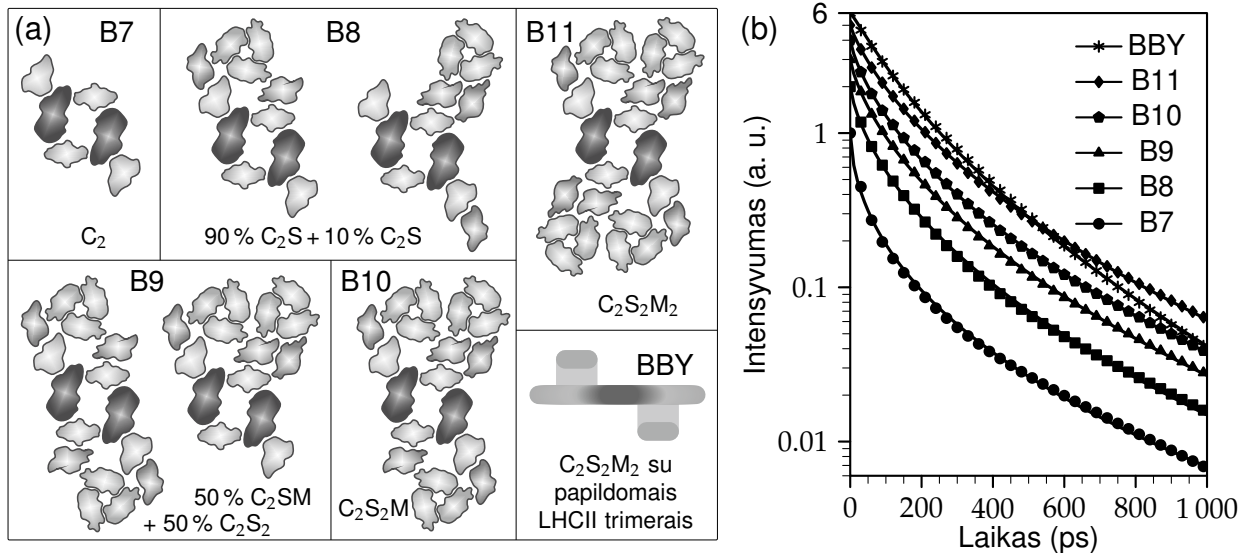 (a)
B7
C₂
B8
90 % C₂S + 10 % C₂S
B11
C₂S₂M₂
B9
50 % C₂SM
+ 50% C₂S₂
B10
C₂S₂M
BBY
C₂S₂M₂ su
papildomais
LHCII trimerais
(b)
Intensyvumas (a. u.)
6
1
0.1
0.01
BBY
B11
B10
B9
B8
B7
0 200 400 600 800 1 000
Laikas (ps)